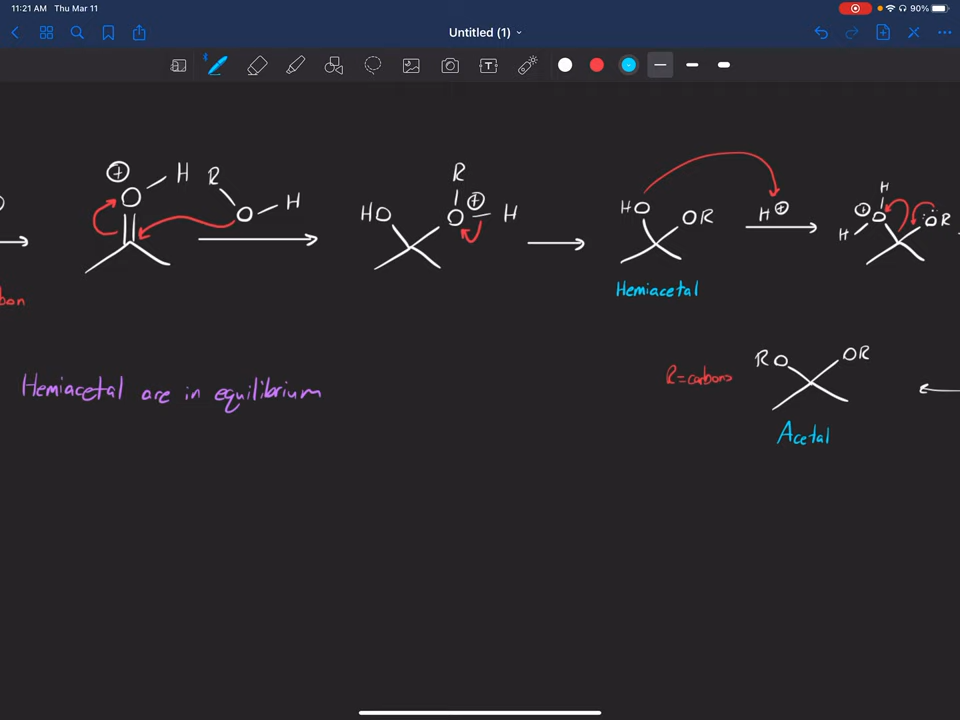 11:21 AM Thu Mar 11
90%
Untitled (1)
H R
O O H
R
HO O H
HO OR
H
H
O OR
H
bon
Hemiacetal
Hemiacetal are in equilibrium
R=carbons
RO OR
Acetal